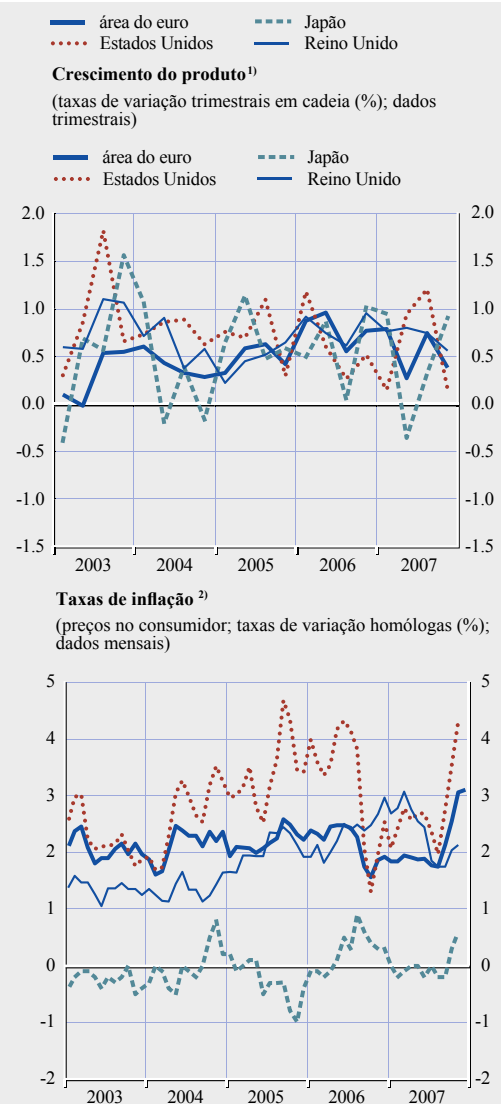 área do euro Japão
Estados Unidos Reino Unido
Crescimento do produto 1)
(taxas de variação trimestrais em cadeia (%); dados
trimestrais)
área do euro Japão
Estados Unidos Reino Unido
2.0 2.0
1.5 1.5
1.0 1.0
0.5 0.5
0.0 0.0
-0.5 -0.5
-1.0 -1.0
-1.5 -1.5
2003 2004 2005 2006 2007
Taxas de inflação 2)
(preços no consumidor; taxas de variação homólogas (%);
dados mensais)
5 5
4 4
3 3
2 2
1 1
0 0
-1 -1
-2 -2
2003 2004 2005 2006 2007